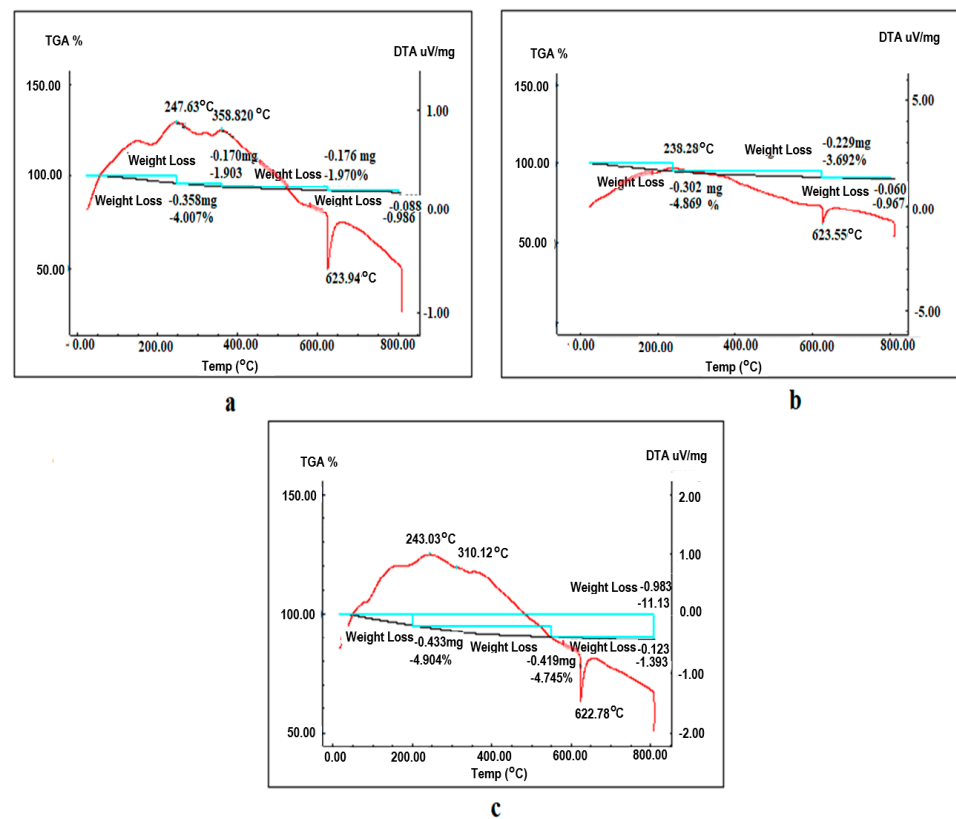 TGA %
DTA uV/mg
150.00
100.00
50.00
1.00
0.00
-1.00
247.63°C
358.820 °C
Weight Loss
-0.170mg
-1.903
-0.176 mg
Weight Loss -1.970%
Weight Loss
-0.358mg
-4.007%
Weight Loss
-0.088
-0.986
623.94°C
- 0.00
200.00
400.00
600.00
800.00
Temp (°C)
a
TGA %
DTA uV/mg
150.00
100.00
50.00
5.00
0.00
-5.00
238.28°C
Weight Loss
-0.229mg
-3.692%
Weight Loss
-0.302 mg
-4.869 %
Weight Loss
-0.060
-0.967
623.55°C
0.00
200.00
400.00
600.00
800.00
Temp (°C)
b
TGA %
DTA uV/mg
150.00
100.00
50.00
2.00
1.00
0.00
-1.00
-2.00
243.03°C
310.12°C
Weight Loss -0.983
-11.13
Weight Loss
-0.433mg
-4.904%
Weight Loss
-0.419mg
-4.745%
Weight Loss
-0.123
-1.393
622.78°C
0.00
200.00
400.00
600.00
800.00
Temp (°C)
c